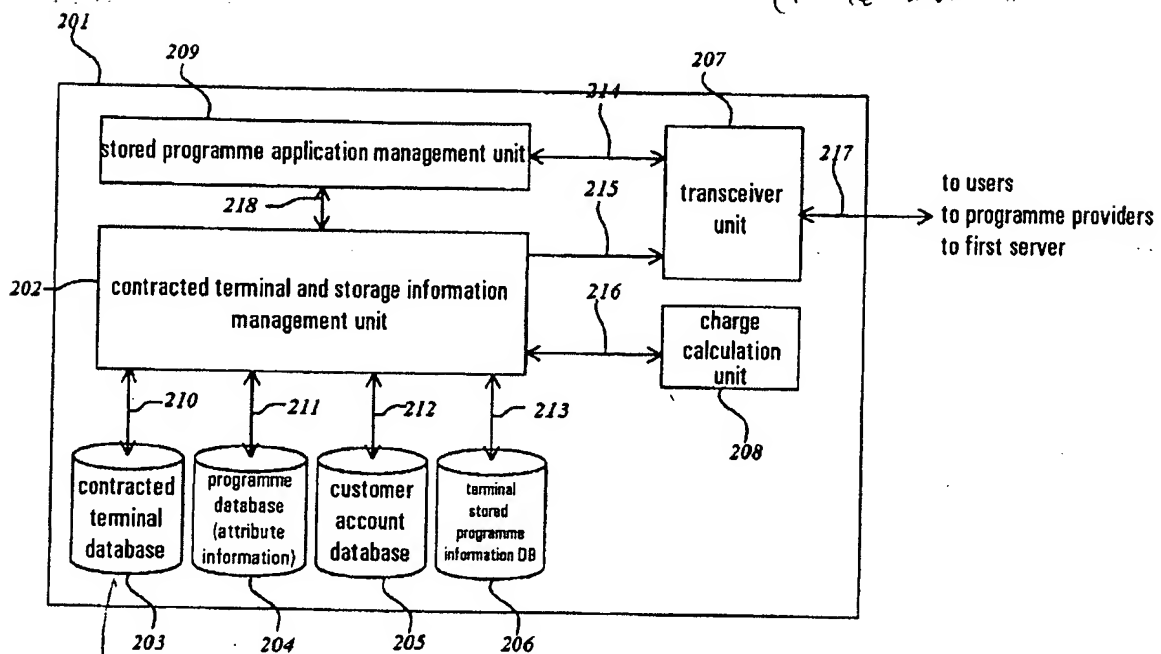 201
209
207
214
stored programme application management unit
217
218
215
transceiver
unit
to users
to programme providers
to first server
202
contracted terminal and storage information
management unit
216
charge
calculation
unit
210
211
212
213
208
contracted
terminal
database
programme
database
(attribute
information)
customer
account
database
terminal
stored
programme
information DB
203
204
205
206